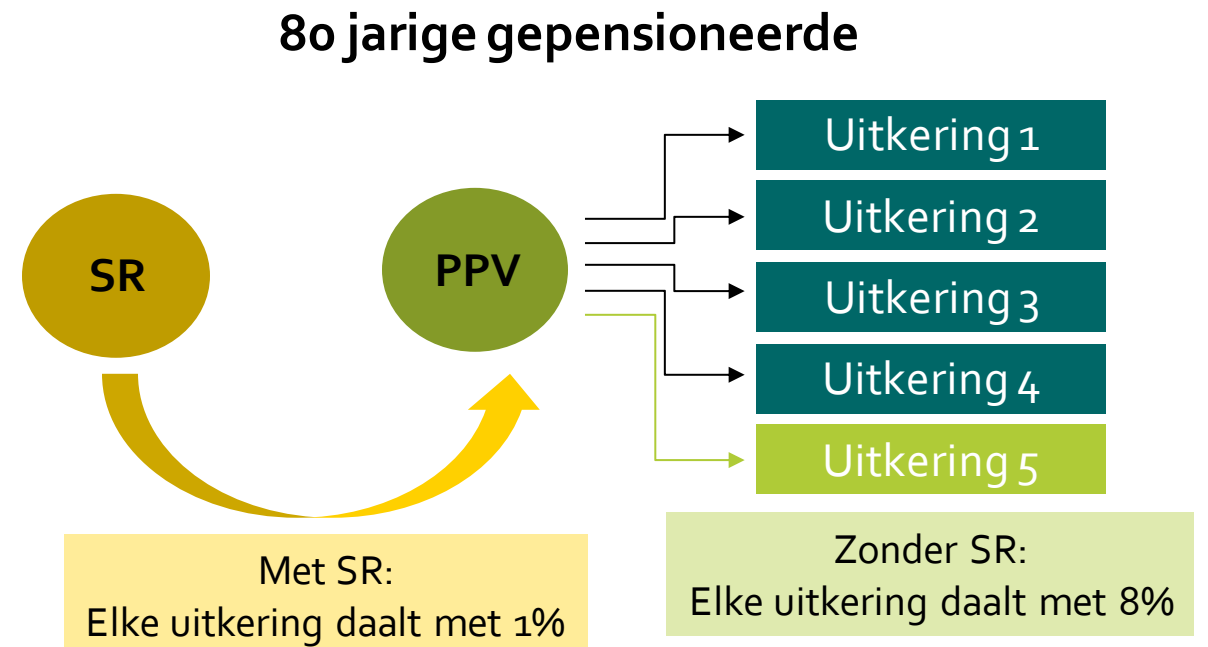 80 jarige gepensioneerde
SR
PPV
Uitkering 1
Uitkering 2
Uitkering 3
Uitkering 4
Uitkering 5
Met SR:
Elke uitkering daalt met 1%
Zonder SR:
Elke uitkering daalt met 8%